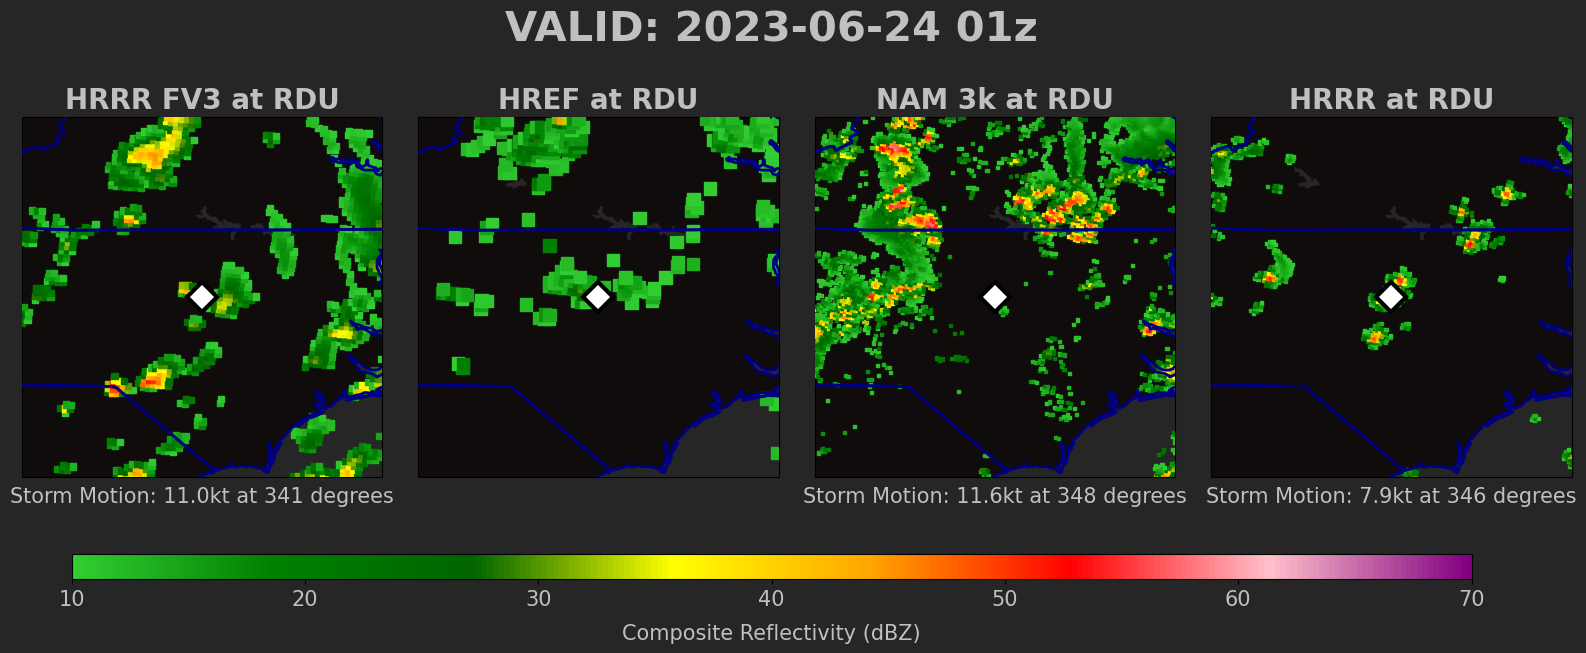 VALID: 2023-06-24 01z
HRRR FV3 at RDU
HREF at RDU
NAM 3k at RDU
HRRR at RDU
Storm Motion: 11.0kt at 341 degrees
Storm Motion: 11.6kt at 348 degrees
Storm Motion: 7.9kt at 346 degrees
10 20 30 40 50 60 70
Composite Reflectivity (dBZ)